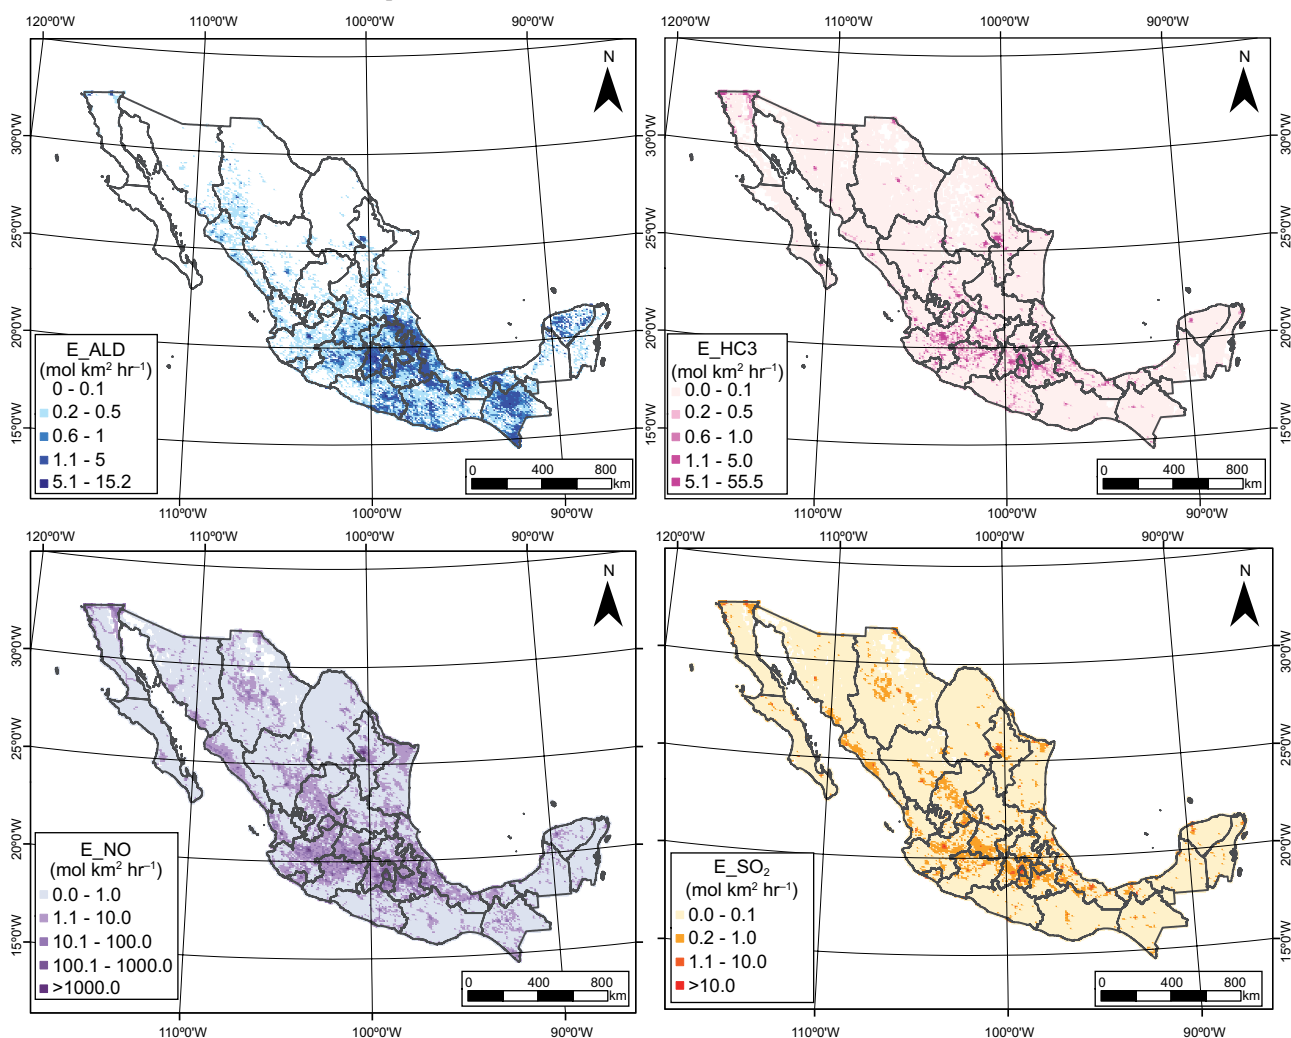 120°0'W 110°0'W 100°0'W 90°0'W
30°0'W
25°0'W
20°0'W
15°0'W
N
E_ALD
(mol km² hr⁻¹)
0 - 0.1
0.2 - 0.5
0.6 - 1
1.1 - 5
5.1 - 15.2
0 400 800
km
110°0'W 100°0'W 90°0'W
120°0'W 110°0'W 100°0'W 90°0'W
30°0'W
25°0'W
20°0'W
15°0'W
30°0'W
25°0'W
20°0'W
15°0'W
N
E_HC3
(mol km² hr⁻¹)
0.0 - 0.1
0.2 - 0.5
0.6 - 1.0
1.1 - 5.0
5.1 - 55.5
0 400 800
km
110°0'W 100°0'W 90°0'W
120°0'W 110°0'W 100°0'W 90°0'W
30°0'W
25°0'W
20°0'W
15°0'W
N
E_NO
(mol km² hr⁻¹)
0.0 - 1.0
1.1 - 10.0
10.1 - 100.0
100.1 - 1000.0
>1000.0
0 400 800
km
110°0'W 100°0'W 90°0'W
120°0'W 110°0'W 100°0'W 90°0'W
30°0'W
25°0'W
20°0'W
15°0'W
N
E_SO₂
(mol km² hr⁻¹)
0.0 - 0.1
0.2 - 1.0
1.1 - 10.0
>10.0
0 400 800
km
110°0'W 100°0'W 90°0'W